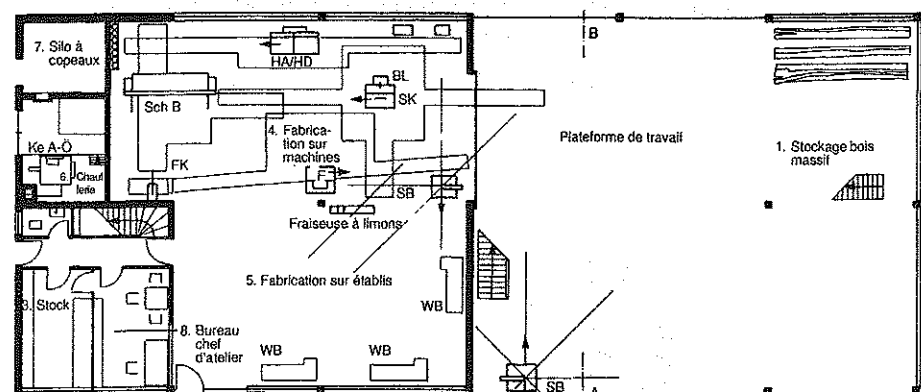 7. Silo à
copeaux
HA/HD
B
BL
SK
Sch B
4. Fabrica-
tion sur
machines
Plateforme de travail
1. Stockage bois
massif
Ke A-Ö
6. Chauf
ferie
FK
F
SB
Fraiseuse à limons
5. Fabrication sur établis
3. Stock
WB
8. Bureau
chef
d'atelier
WB
WB
SB
A